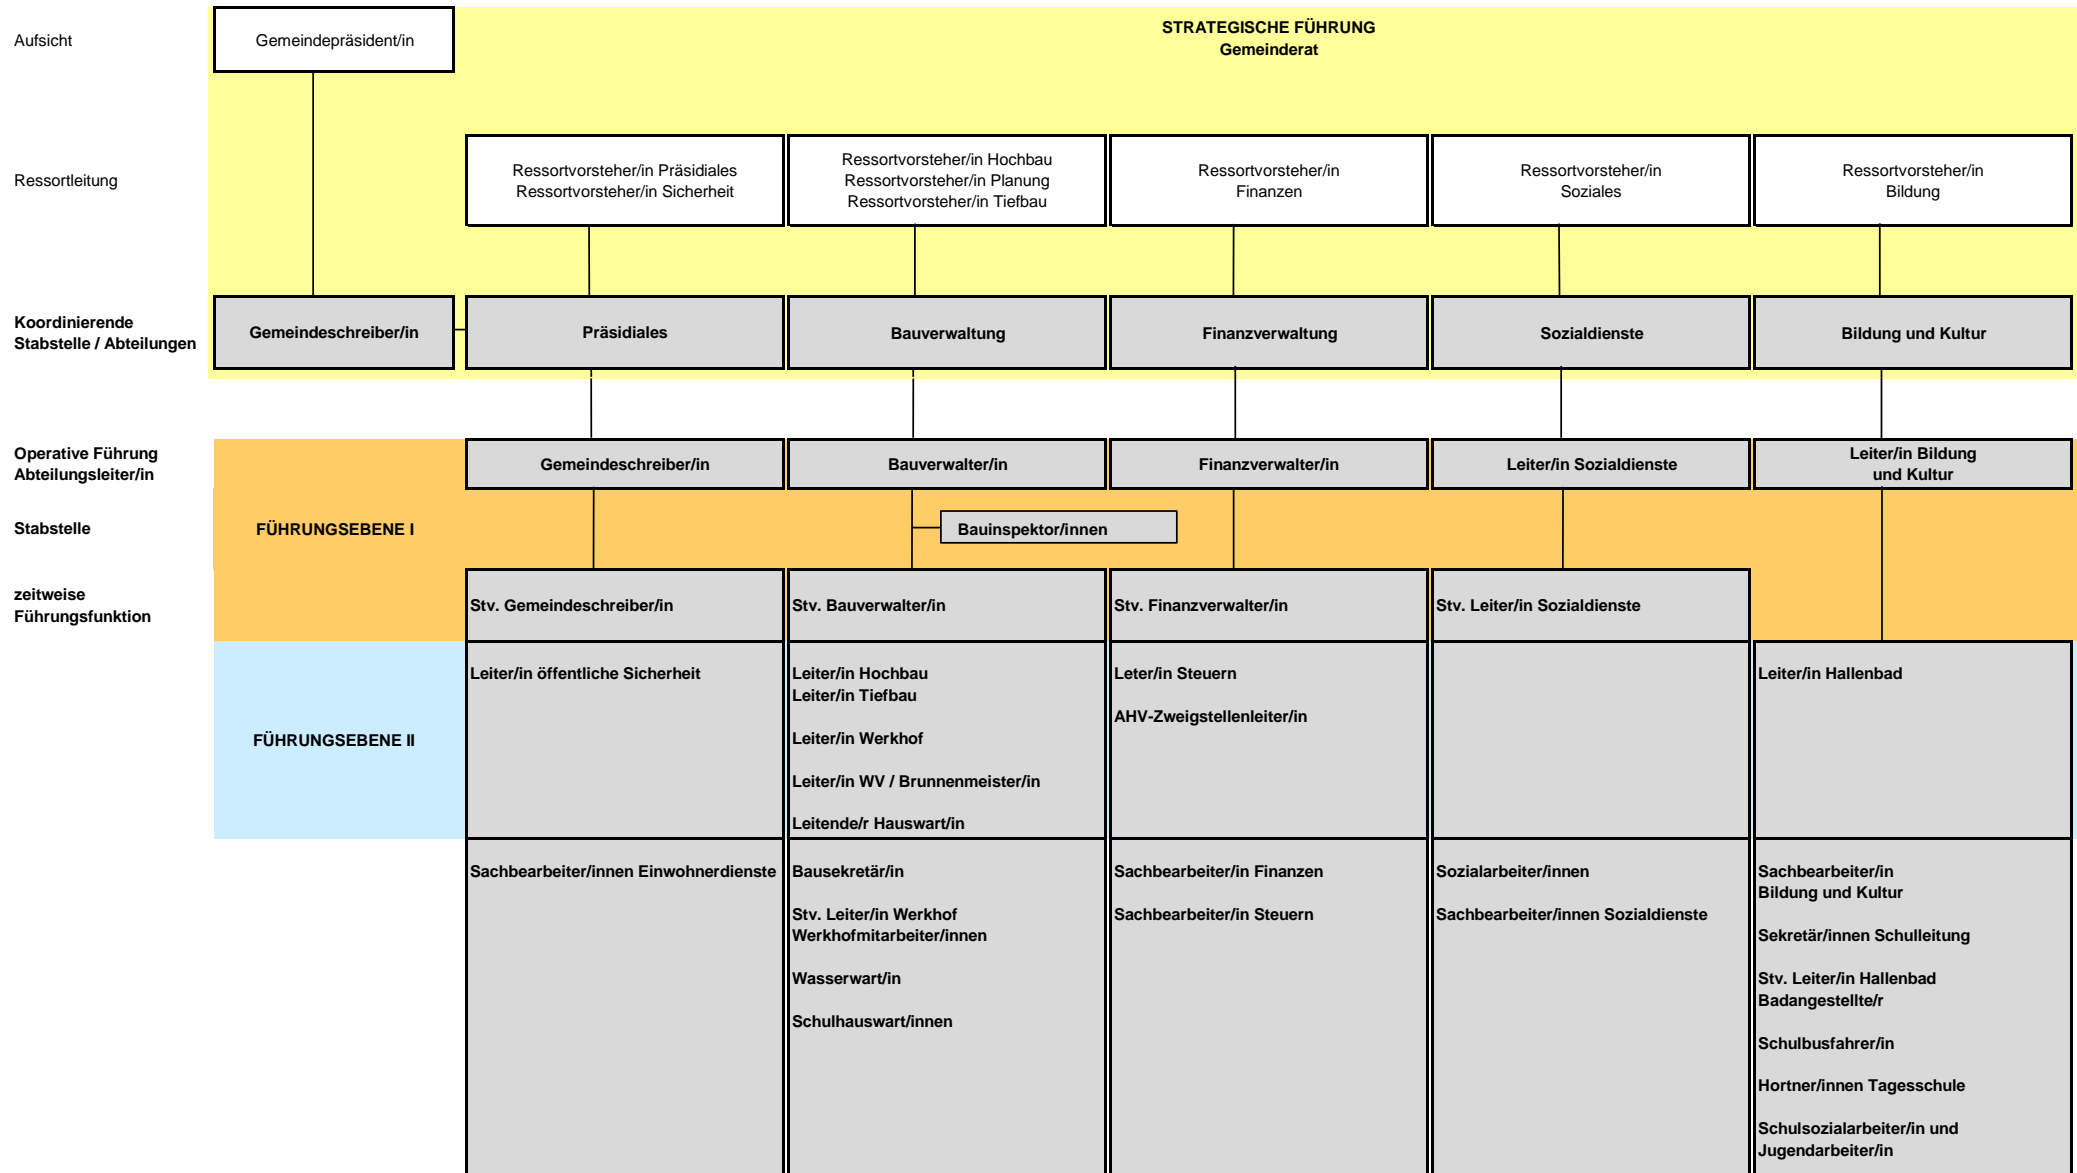 Aufsicht
Gemeindepräsident/in
STRATEGISCHE FÜHRUNG
Gemeinderat
Ressortleitung
Ressortvorsteher/in Präsidiales
Ressortvorsteher/in Sicherheit
Ressortvorsteher/in Hochbau
Ressortvorsteher/in Planung
Ressortvorsteher/in Tiefbau
Ressortvorsteher/in
Finanzen
Ressortvorsteher/in
Soziales
Ressortvorsteher/in
Bildung
Koordinierende
Stabstelle / Abteilungen
Gemeindeschreiber/in
Präsidiales
Bauverwaltung
Finanzverwaltung
Sozialdienste
Bildung und Kultur
Operative Führung
Abteilungsleiter/in
Gemeindeschreiber/in
Bauverwalter/in
Finanzverwalter/in
Leiter/in Sozialdienste
Leiter/in Bildung
und Kultur
Stabstelle
FÜHRUNGSEBENE I
Bauinspektor/innen
zeitweise
Führungsfunktion
Stv. Gemeindeschreiber/in
Stv. Bauverwalter/in
Stv. Finanzverwalter/in
Stv. Leiter/in Sozialdienste
FÜHRUNGSEBENE II
Leiter/in öffentliche Sicherheit
Leiter/in Hochbau
Leiter/in Tiefbau
Leiter/in Werkhof
Leiter/in WV / Brunnenmeister/in
Leitende/r Hauswart/in
Leter/in Steuern
AHV-Zweigstellenleiter/in
Leiter/in Hallenbad
Sachbearbeiter/innen Einwohnerdienste
Bausekretär/in
Stv. Leiter/in Werkhof
Werkhofmitarbeiter/innen
Wasserwart/in
Schulhauswart/innen
Sachbearbeiter/in Finanzen
Sachbearbeiter/in Steuern
Sozialarbeiter/innen
Sachbearbeiter/innen Sozialdienste
Sachbearbeiter/in
Bildung und Kultur
Sekretär/innen Schulleitung
Stv. Leiter/in Hallenbad
Badangestellte/r
Schulbusfahrer/in
Hortner/innen Tagesschule
Schulsozialarbeiter/in und
Jugendarbeiter/in